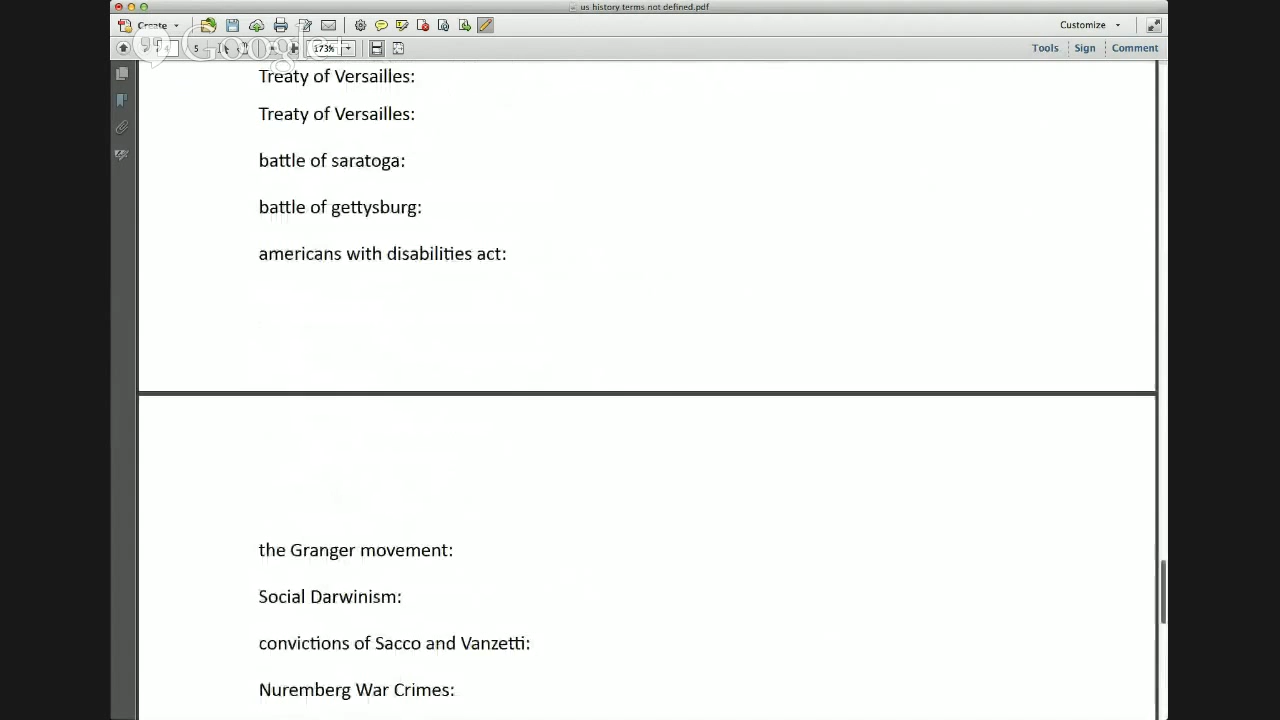 us history terms not defined.pdf
Create
Customize
Google+
5
173%
Tools
Sign
Comment
Treaty of Versailles:
Treaty of Versailles:
battle of saratoga:
battle of gettysburg:
americans with disabilities act:
the Granger movement:
Social Darwinism:
convictions of Sacco and Vanzetti:
Nuremberg War Crimes: